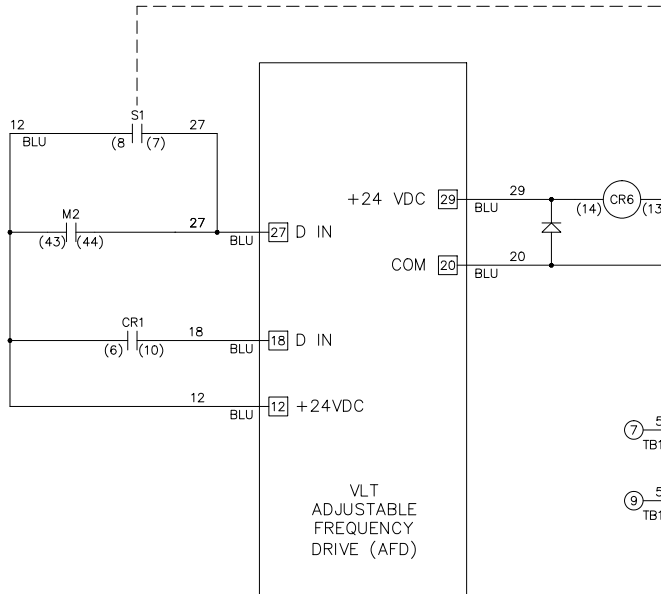 S1
12
27
BLU
(8
(7)
M2
27
(43)
(44)
BLU
27
D IN
+24 VDC
29
29
BLU
CR6
(14)
(13
COM
20
20
BLU
CR1
18
(6)
(10)
BLU
18
D IN
12
BLU
12
+24VDC
7
5
TB1
9
5
TB1
VLT
ADJUSTABLE
FREQUENCY
DRIVE (AFD)